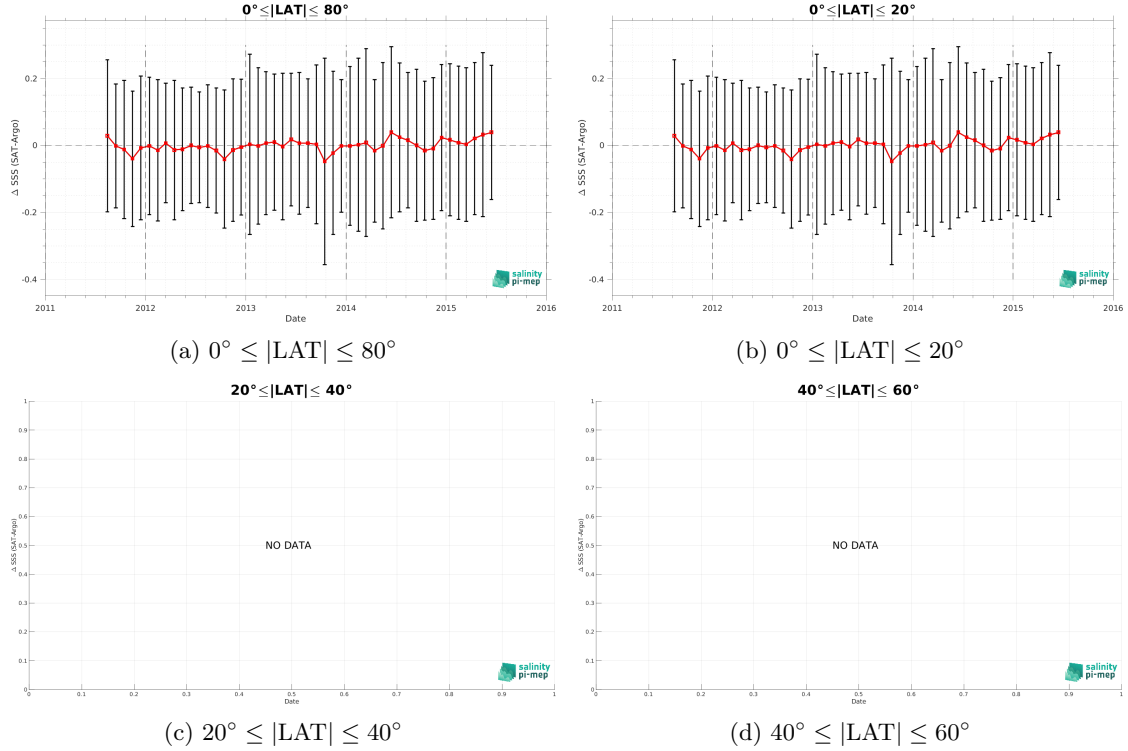 0°≤|LAT|≤ 80°
Δ SSS (SAT-Argo)
0.2
0
-0.2
-0.4
2011 2012 2013 2014 2015 2016
Date
salinity
pi-mep
(a) 0° ≤ |LAT| ≤ 80°
0°≤|LAT|≤ 20°
Δ SSS (SAT-Argo)
0.2
0
-0.2
-0.4
2011 2012 2013 2014 2015 2016
Date
salinity
pi-mep
(b) 0° ≤ |LAT| ≤ 20°
20°≤|LAT|≤ 40°
Δ SSS (SAT-Argo)
1
0.9
0.8
0.7
0.6
0.5
0.4
0.3
0.2
0.1
0
NO DATA
0 0.1 0.2 0.3 0.4 0.5 0.6 0.7 0.8 0.9 1
Date
salinity
pi-mep
(c) 20° ≤ |LAT| ≤ 40°
40°≤|LAT|≤ 60°
Δ SSS (SAT-Argo)
1
0.9
0.8
0.7
0.6
0.5
0.4
0.3
0.2
0.1
0
NO DATA
0 0.1 0.2 0.3 0.4 0.5 0.6 0.7 0.8 0.9 1
Date
salinity
pi-mep
(d) 40° ≤ |LAT| ≤ 60°